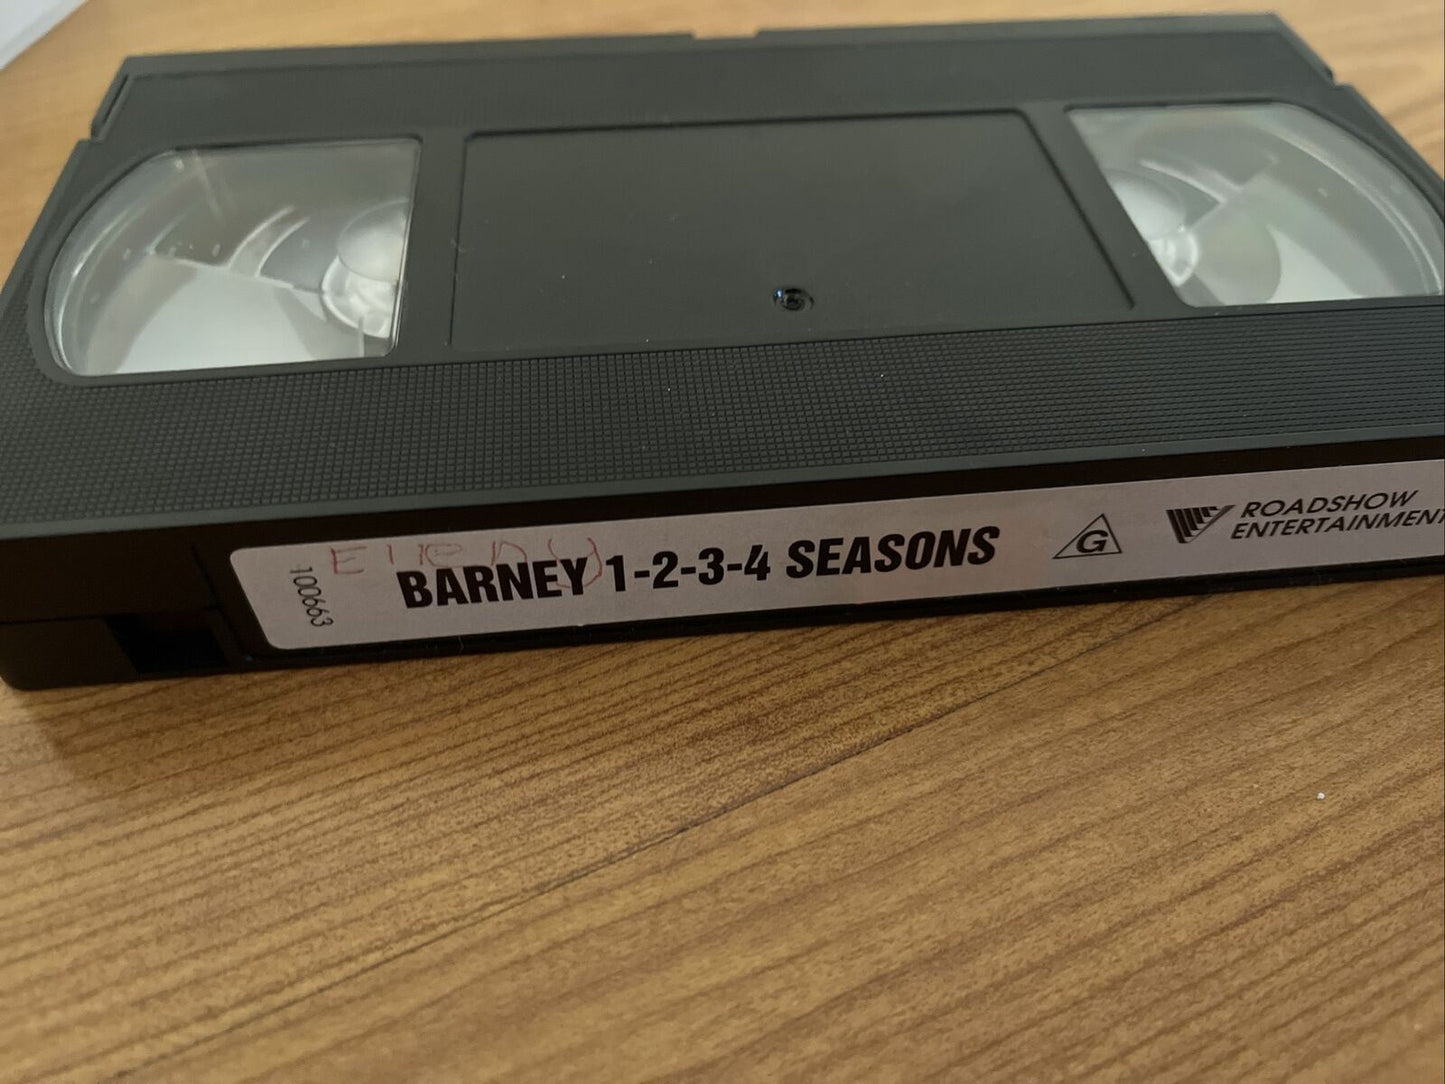 100663
BARNEY 1-2-3-4 SEASONS
G
ROADSHOW
ENTERTAINMENT